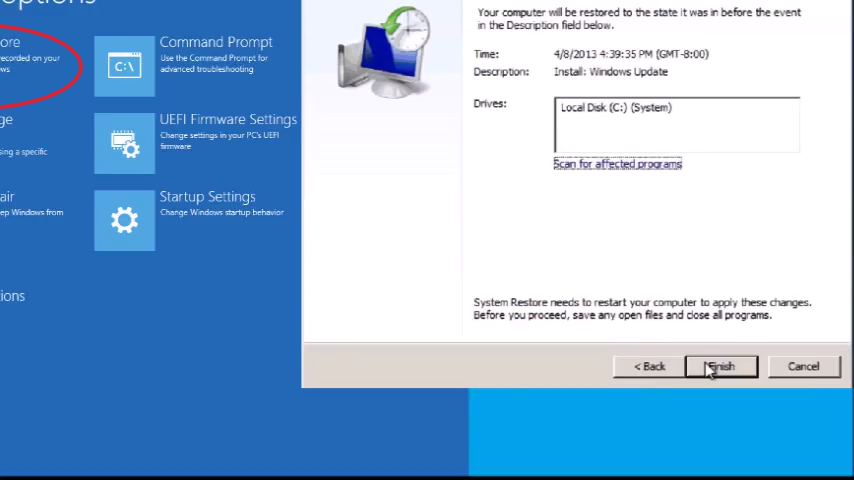 ore
recorded on your
ws
ge
sing a specific
air
ep Windows from
Command Prompt
Use the Command Prompt for
advanced troubleshooting
C:\
UEFI Firmware Settings
Change settings in your PC's UEFI
firmware
Startup Settings
Change Windows startup behavior
Your computer will be restored to the state it was in before the event
in the Description field below.
Time: 4/8/2013 4:39:35 PM (GMT-8:00)
Description: Install: Windows Update
Drives: Local Disk (C:) (System)
Scan for affected programs
System Restore needs to restart your computer to apply these changes.
Before you proceed, save any open files and close all programs.
< Back Finish Cancel